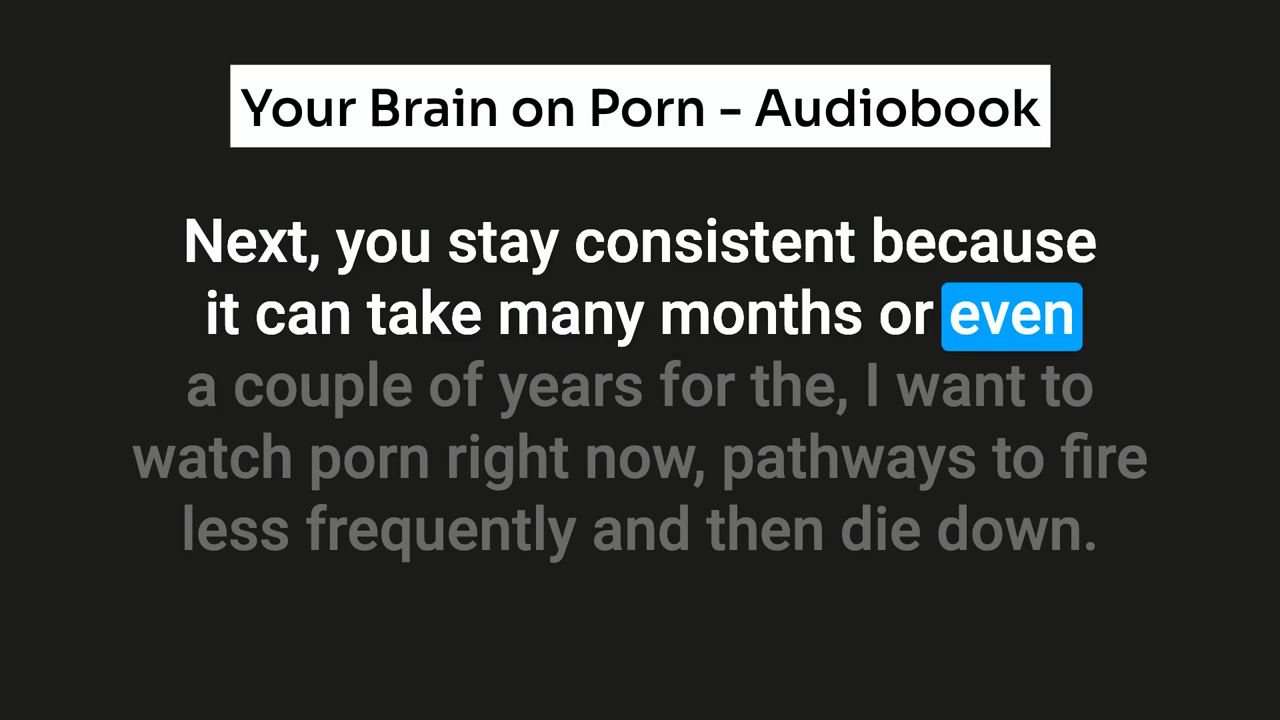 Your Brain on Porn - Audiobook
Next, you stay consistent because
it can take many months or even
a couple of years for the, I want to
watch porn right now, pathways to fire
less frequently and then die down.